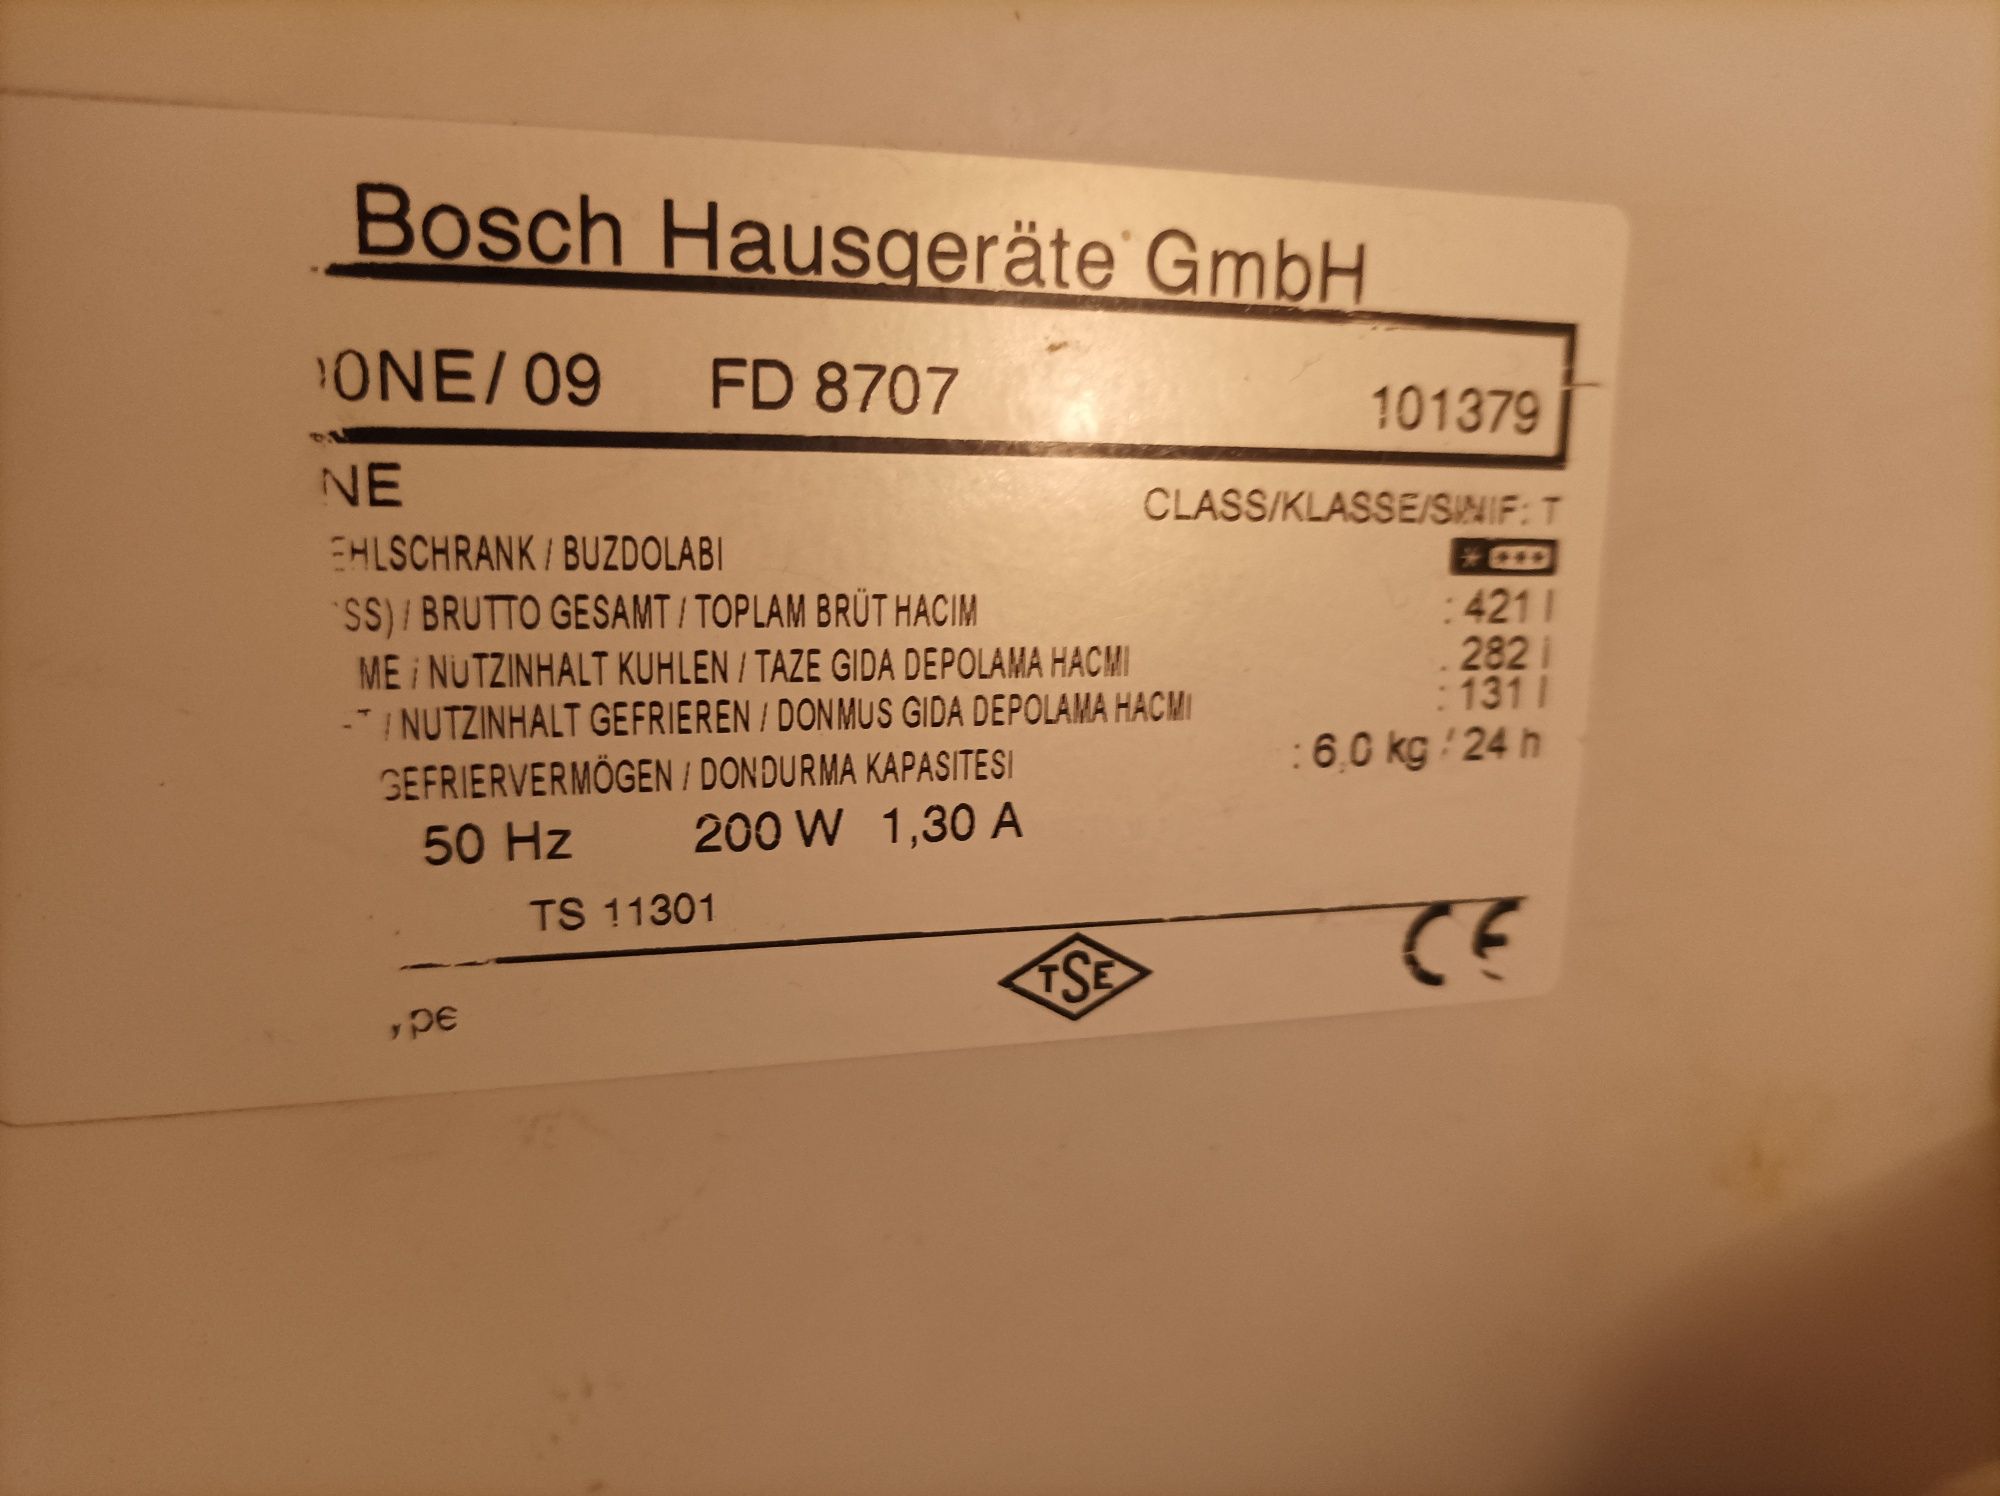 Bosch Hausgeräte GmbH
0NE/ 09 FD 8707 101379
NE
CLASS/KLASSE/SINIF: T
HLSCHRANK / BUZDOLABI
SS) / BRUTTO GESAMT / TOPLAM BRÜT HACIM : 421 l
ME / NUTZINHALT KUHLEN / TAZE GIDA DEPOLAMA HACMI : 282 l
T / NUTZINHALT GEFRIEREN / DONMUS GIDA DEPOLAMA HACMI : 131 l
GEFRIERVERMÖGEN / DONDURMA KAPASITESI : 6,0 kg / 24 h
50 Hz 200 W 1,30 A
TS 11301
TSE CE
pe